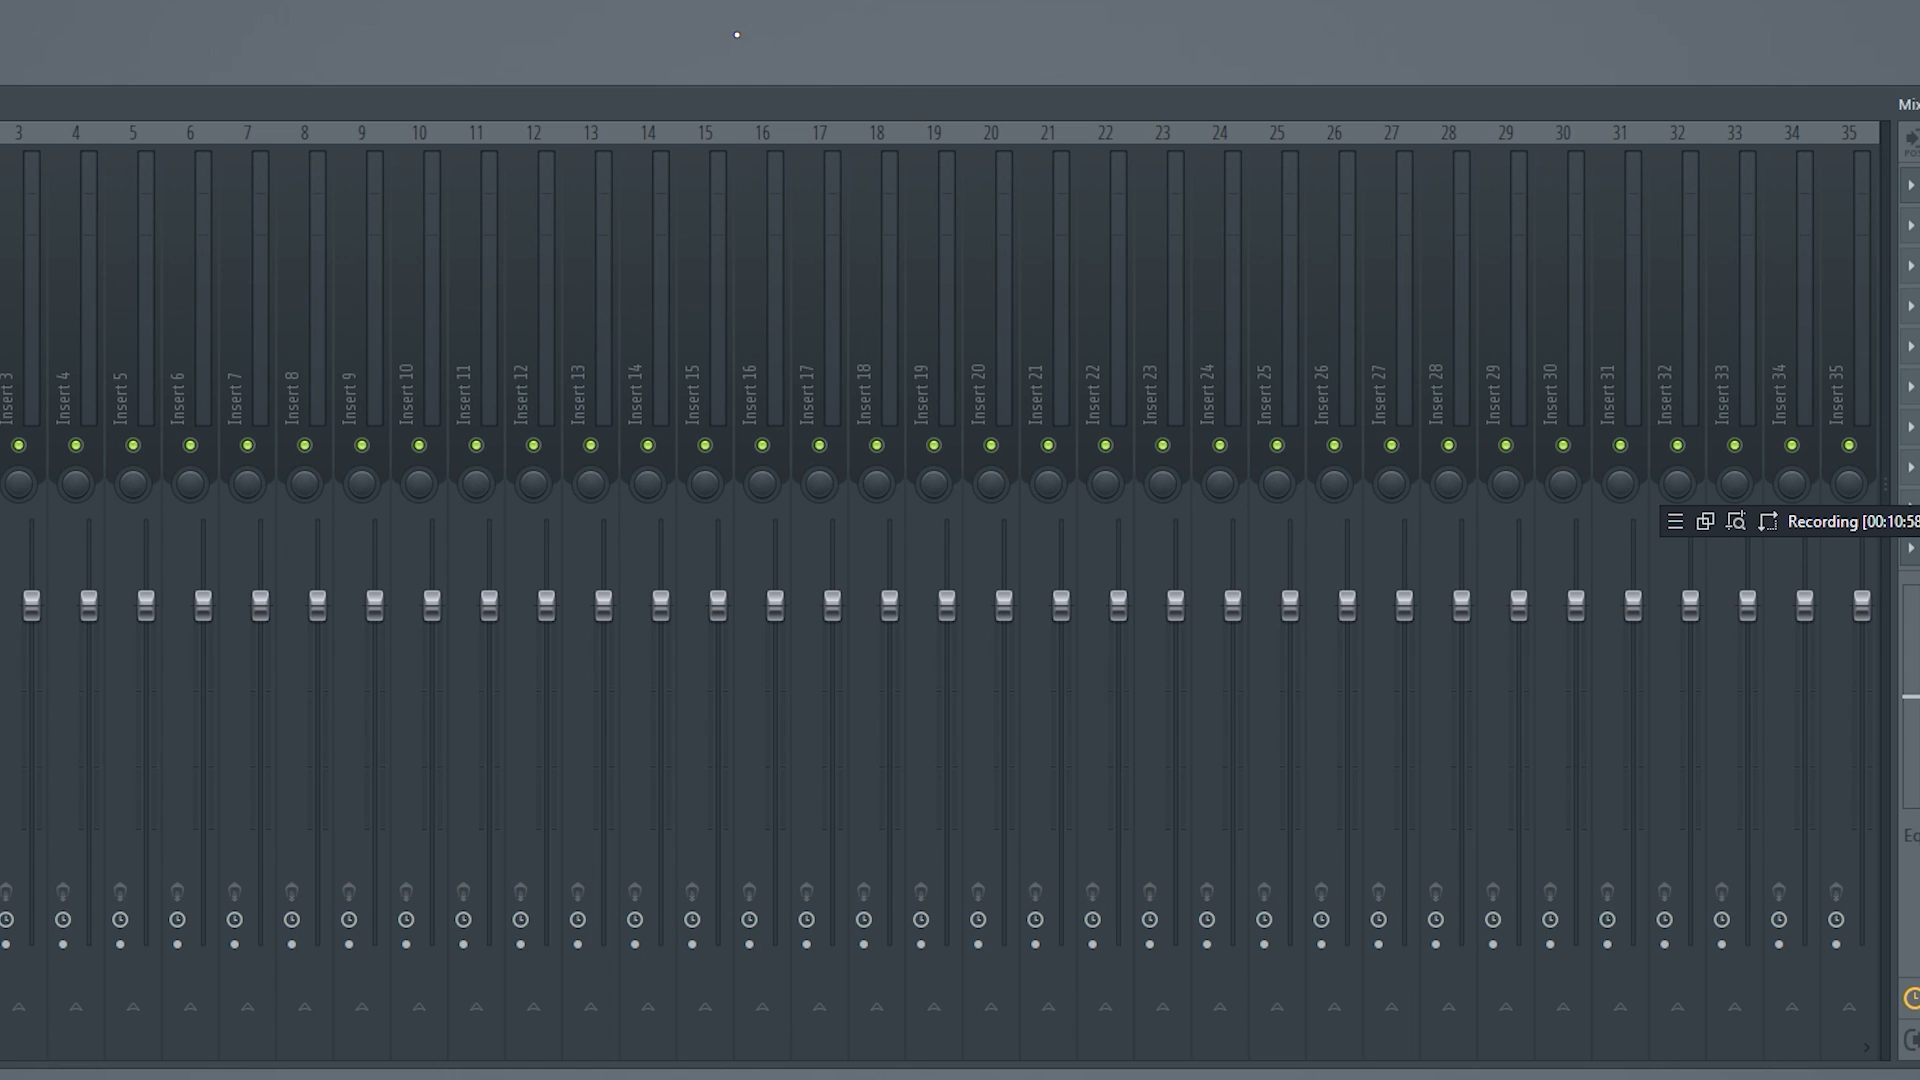 Mix
3 4 5 6 7 8 9 10 11 12 13 14 15 16 17 18 19 20 21 22 23 24 25 26 27 28 29 30 31 32 33 34 35
Insert 3
Insert 4
Insert 5
Insert 6
Insert 7
Insert 8
Insert 9
Insert 10
Insert 11
Insert 12
Insert 13
Insert 14
Insert 15
Insert 16
Insert 17
Insert 18
Insert 19
Insert 20
Insert 21
Insert 22
Insert 23
Insert 24
Insert 25
Insert 26
Insert 27
Insert 28
Insert 29
Insert 30
Insert 31
Insert 32
Insert 33
Insert 34
Insert 35
Recording [00:10:58